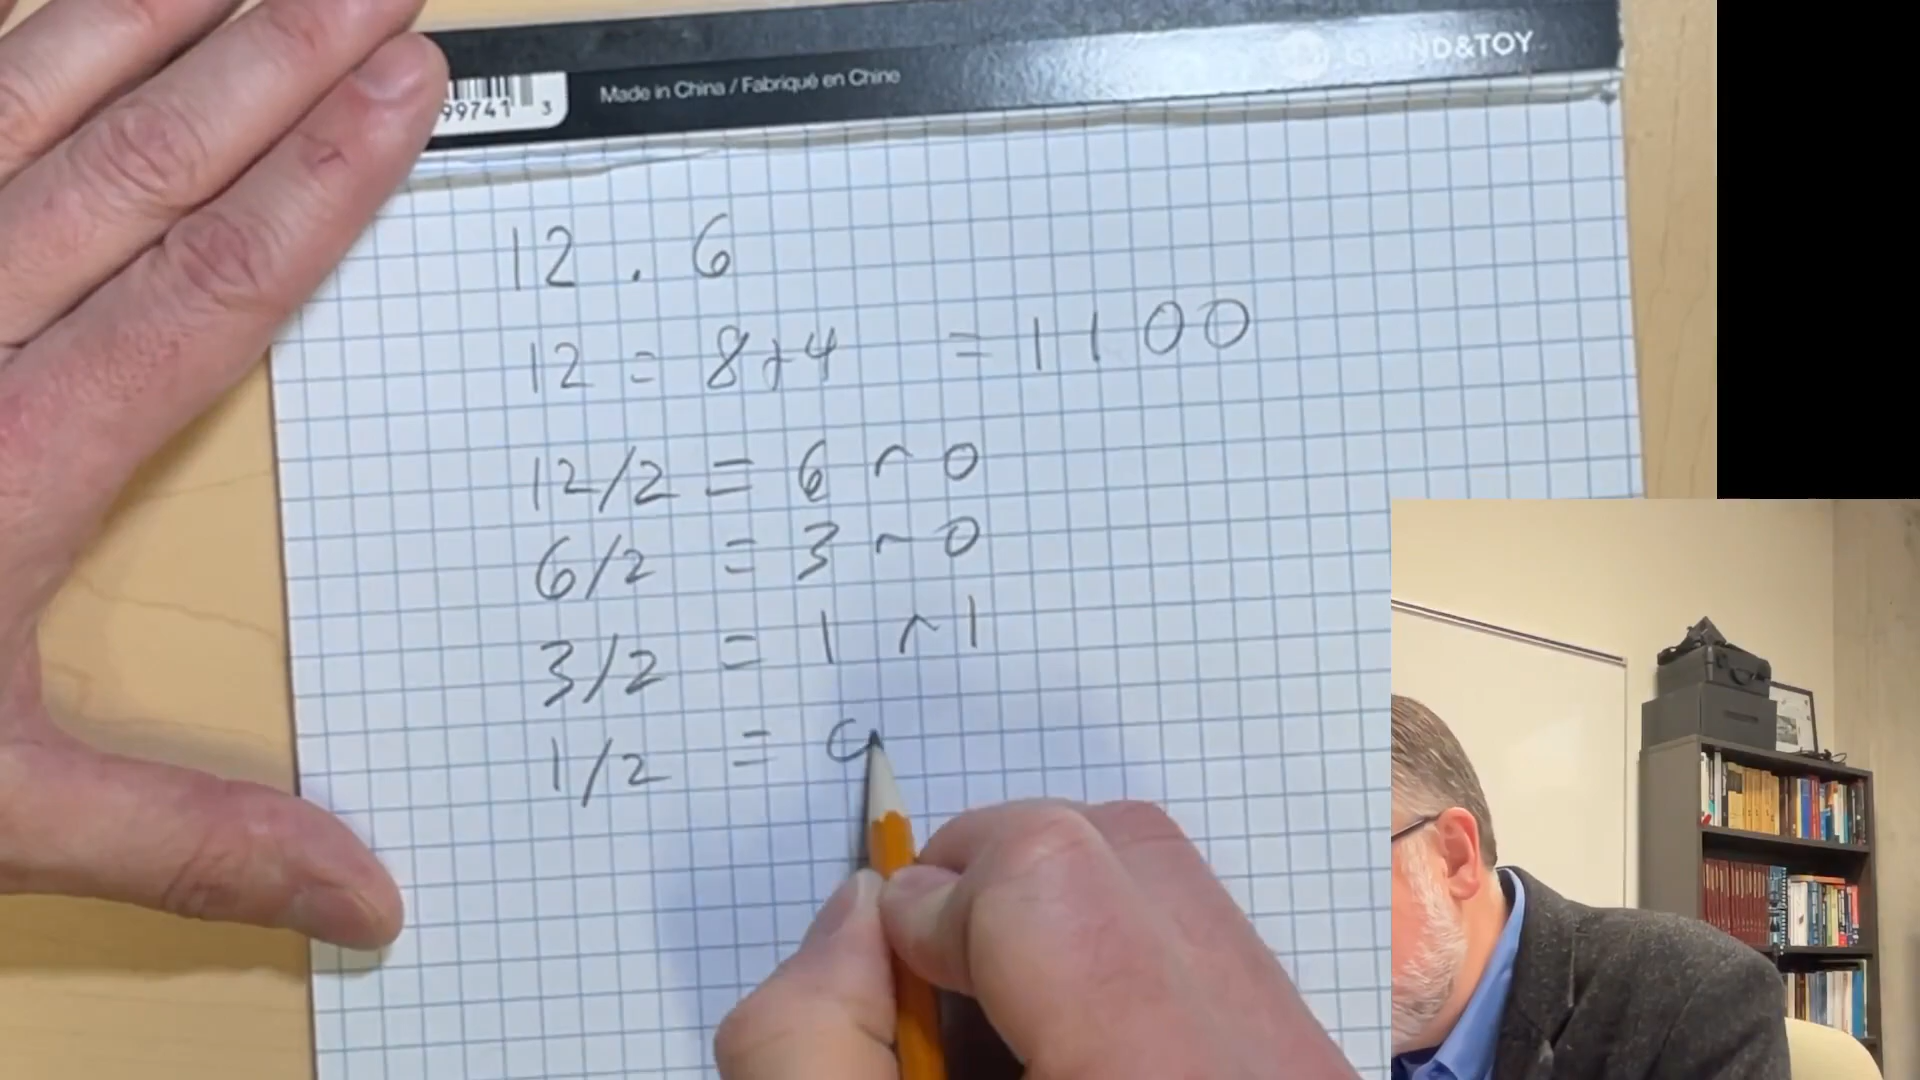 99741 3
Made in China / Fabriqué en Chine
GRAND&TOY
12 . 6
12 = 8+4 = 1100
12/2 = 6 r 0
6/2 = 3 r 0
3/2 = 1 r 1
1/2 = 0